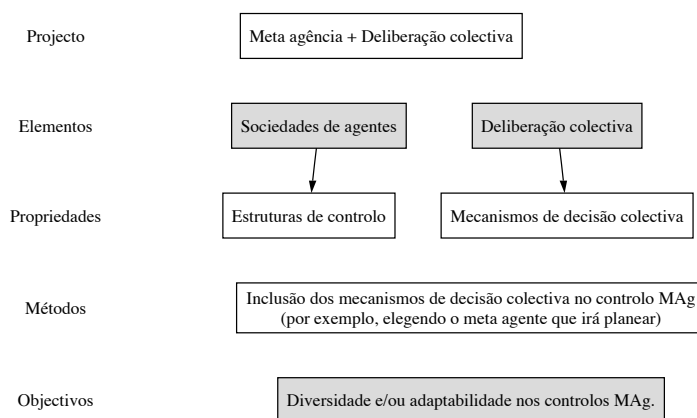 Projecto
Meta agência + Deliberação colectiva
Elementos
Sociedades de agentes
Deliberação colectiva
Propriedades
Estruturas de controlo
Mecanismos de decisão colectiva
Métodos
Inclusão dos mecanismos de decisão colectiva no controlo MAg
(por exemplo, elegendo o meta agente que irá planear)
Objectivos
Diversidade e/ou adaptabilidade nos controlos MAg.